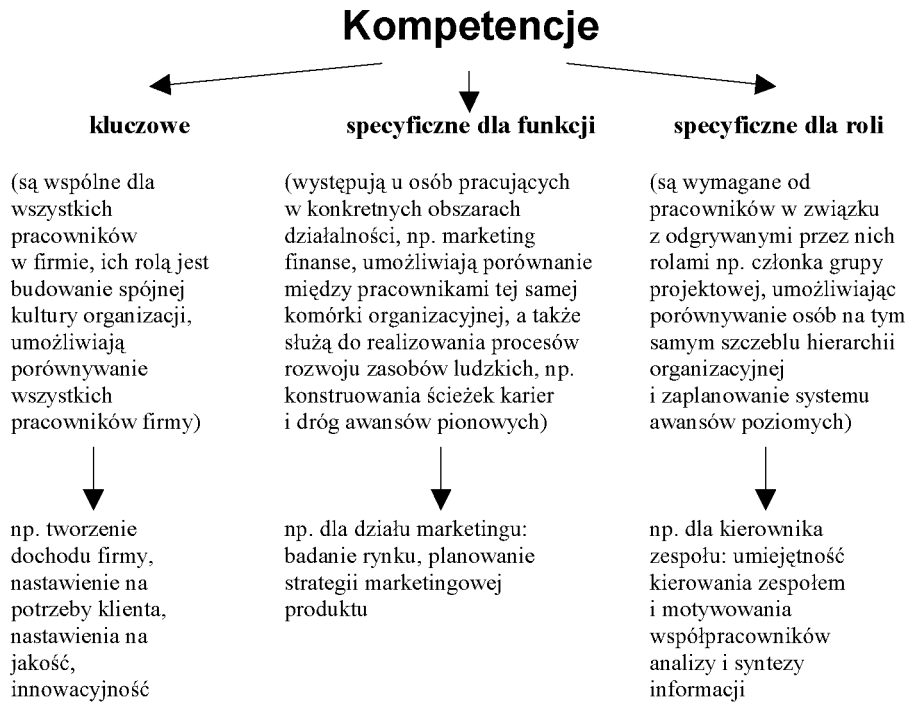 Kompetencje
kluczowe
specyficzne dla funkcji
specyficzne dla roli
(są wspólne dla
wszystkich
pracowników
w firmie, ich rolą jest
budowanie spójnej
kultury organizacji,
umożliwiają
porównywanie
wszystkich
pracowników firmy)
(występują u osób pracujących
w konkretnych obszarach
działalności, np. marketing
finanse, umożliwiają porównanie
między pracownikami tej samej
komórki organizacyjnej, a także
służą do realizowania procesów
rozwoju zasobów ludzkich, np.
konstruowania ścieżek karier
i dróg awansów pionowych)
(są wymagane od
pracowników w związku
z odgrywanymi przez nich
rolami np. członka grupy
projektowej, umożliwiając
porównywanie osób na tym
samym szczeblu hierarchii
organizacyjnej
i zaplanowanie systemu
awansów poziomych)
np. tworzenie
dochodu firmy,
nastawienie na
potrzeby klienta,
nastawienia na
jakość,
innowacyjność
np. dla działu marketingu:
badanie rynku, planowanie
strategii marketingowej
produktu
np. dla kierownika
zespołu: umiejętność
kierowania zespołem
i motywowania
współpracowników
analizy i syntezy
informacji